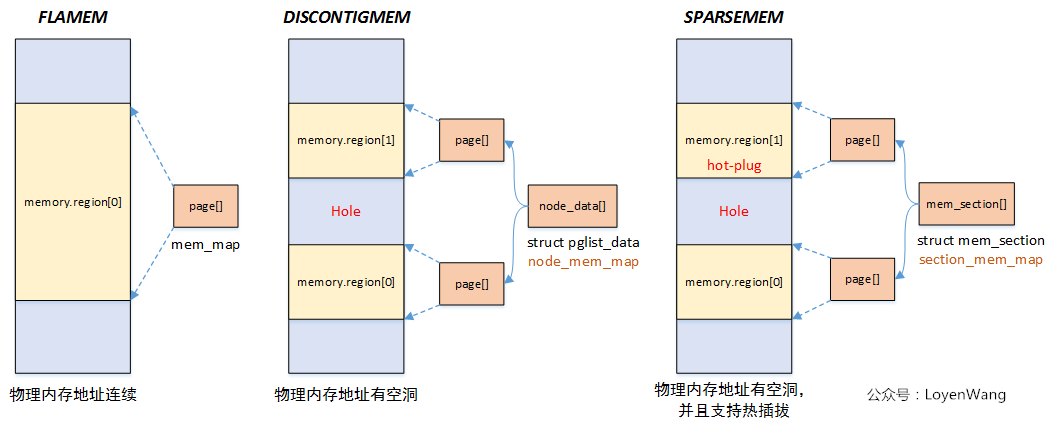 FLAMEM
memory.region[0]
page[]
mem_map
物理内存地址连续
DISCONTIGMEM
memory.region[1]
Hole
memory.region[0]
page[]
page[]
node_data[]
struct pglist_data
node_mem_map
物理内存地址有空洞
SPARSEMEM
memory.region[1]
hot-plug
Hole
memory.region[0]
page[]
page[]
mem_section[]
struct mem_section
section_mem_map
物理内存地址有空洞，
并且支持热插拔
公众号：LoyenWang